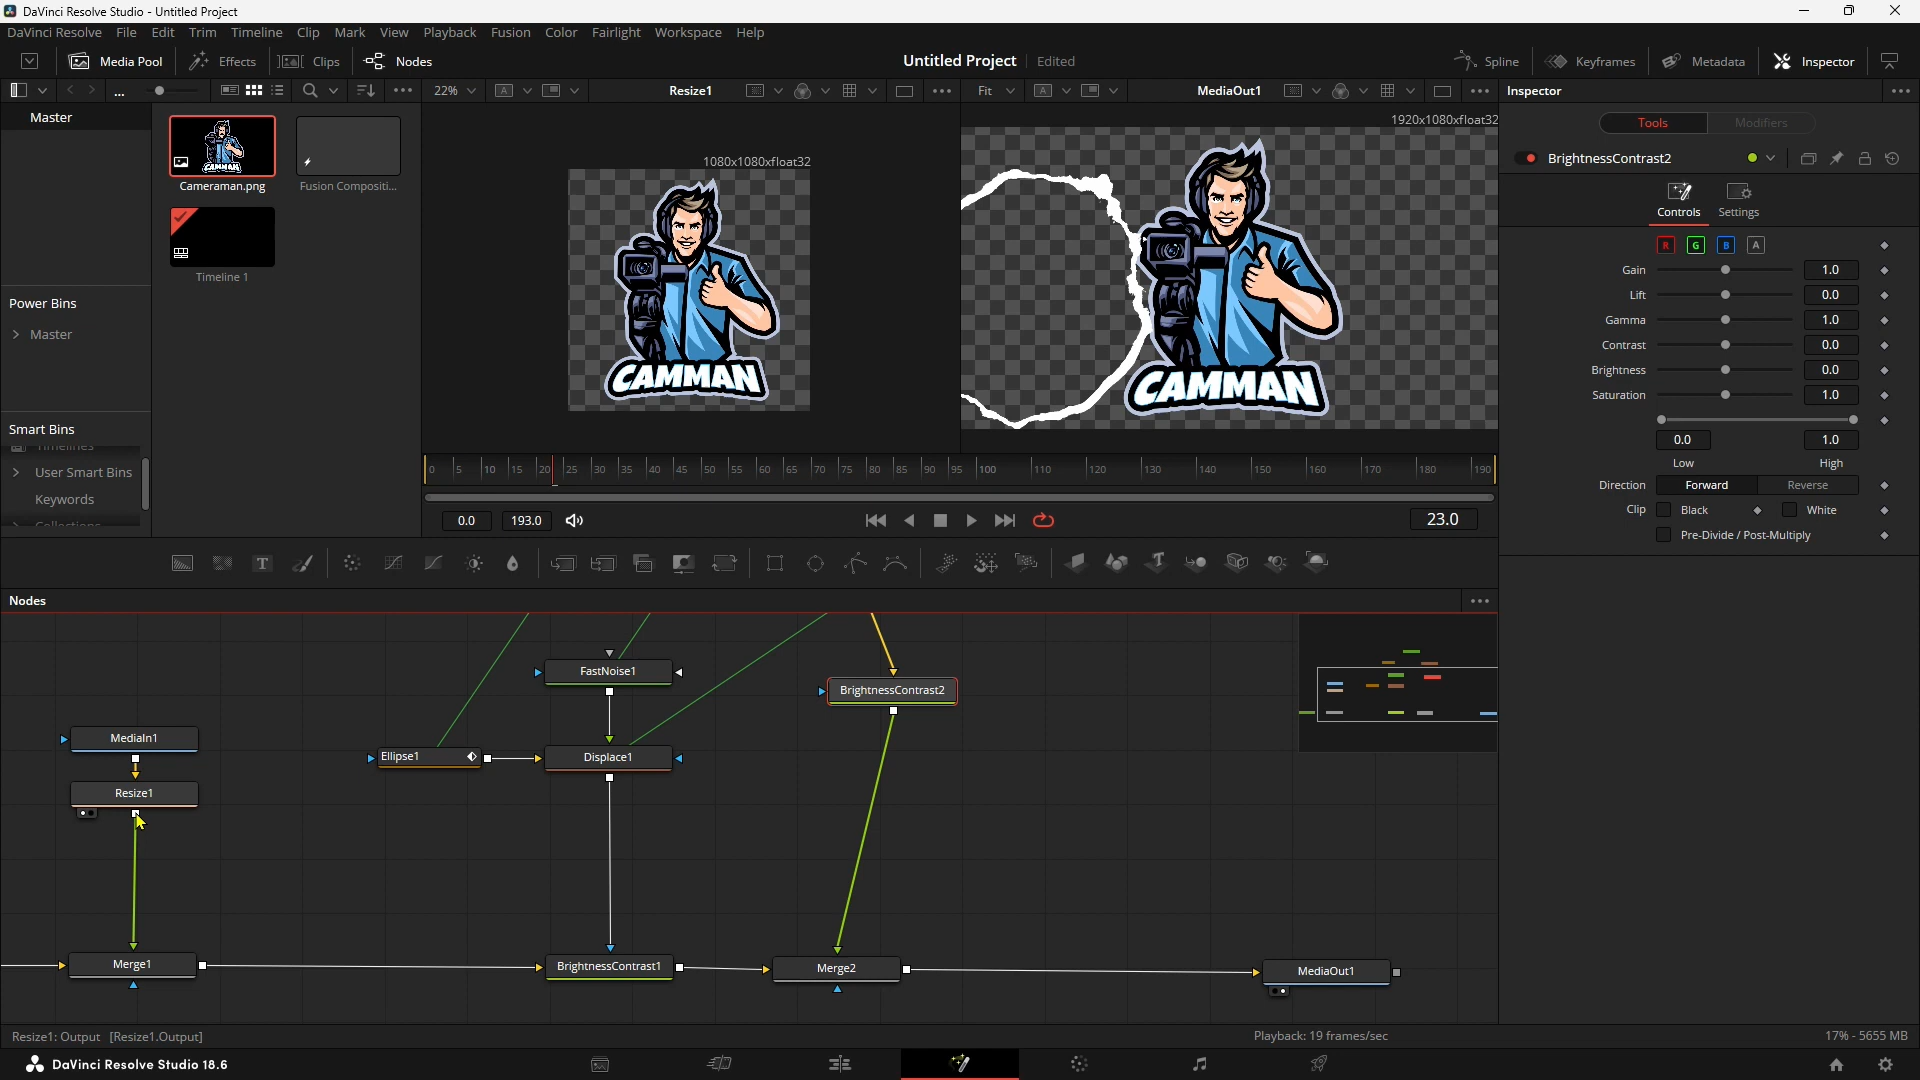 DaVinci Resolve Studio - Untitled Project
DaVinci Resolve File Edit Trim Timeline Clip Mark View Playback Fusion Color Fairlight Workspace Help
Media Pool Effects Clips Nodes Untitled Project Edited Spline Keyframes Metadata Inspector
22% Resize1 Fit MediaOut1 Inspector
Master
Cameraman.png
Fusion Compositi...
Timeline 1
Power Bins
Master
Smart Bins
Timelines
User Smart Bins
Keywords
Collections
1080x1080xfloat32
CAMMAN
1920x1080xfloat32
CAMMAN
0 5 10 15 20 25 30 35 40 45 50 55 60 65 70 75 80 85 90 95 100 110 120 130 140 150 160 170 180 190
0.0 193.0 23.0
Tools Modifiers
BrightnessContrast2
Controls Settings
R G B A
Gain 1.0
Lift 0.0
Gamma 1.0
Contrast 0.0
Brightness 0.0
Saturation 1.0
0.0 1.0
Low High
Direction Forward Reverse
Clip Black White
Pre-Divide / Post-Multiply
Nodes
FastNoise1
BrightnessContrast2
MediaIn1
Ellipse1
Displace1
Resize1
Merge1
BrightnessContrast1
Merge2
MediaOut1
Resize1: Output [Resize1.Output] Playback: 19 frames/sec 17% - 5655 MB
DaVinci Resolve Studio 18.6